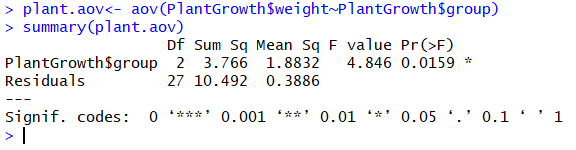 > plant.aov<- aov(PlantGrowth$weight~PlantGrowth$group)
> summary(plant.aov)
                  Df Sum Sq Mean Sq F value Pr(>F)
PlantGrowth$group  2  3.766  1.8832   4.846 0.0159 *
Residuals         27 10.492  0.3886
---
Signif. codes:  0 ‘***’ 0.001 ‘**’ 0.01 ‘*’ 0.05 ‘.’ 0.1 ‘ ’ 1
>